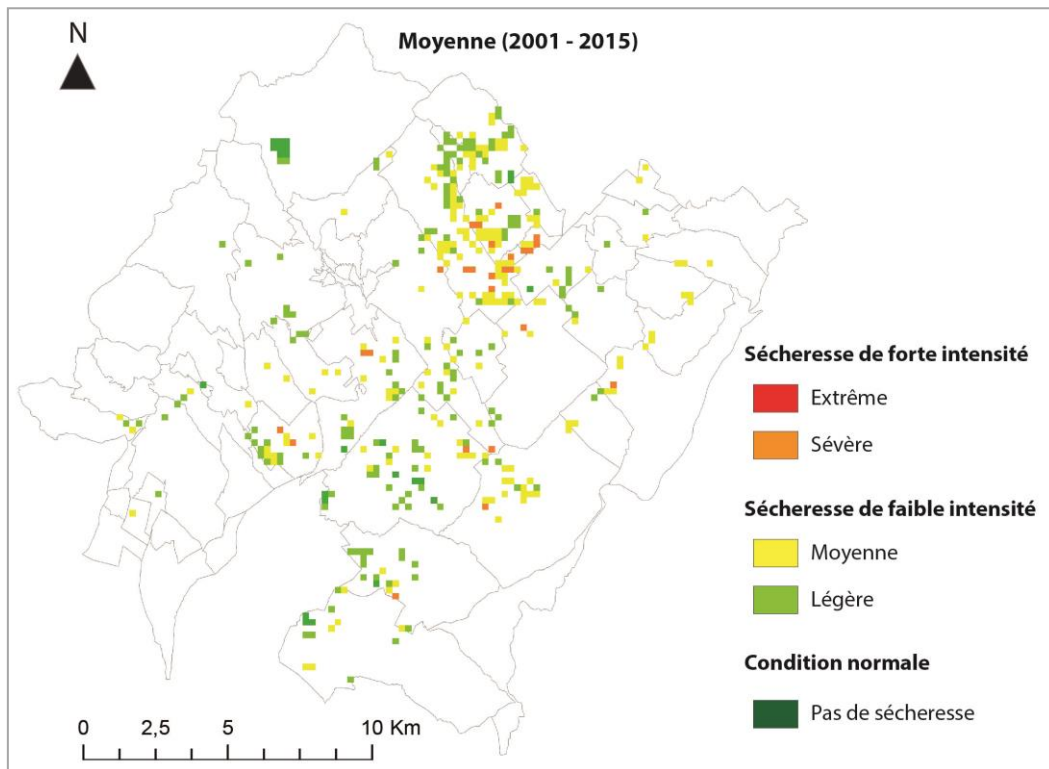 N
Moyenne (2001 - 2015)
Sécheresse de forte intensité
Extrême
Sévère
Sécheresse de faible intensité
Moyenne
Légère
Condition normale
Pas de sécheresse
0 2,5 5 10 Km